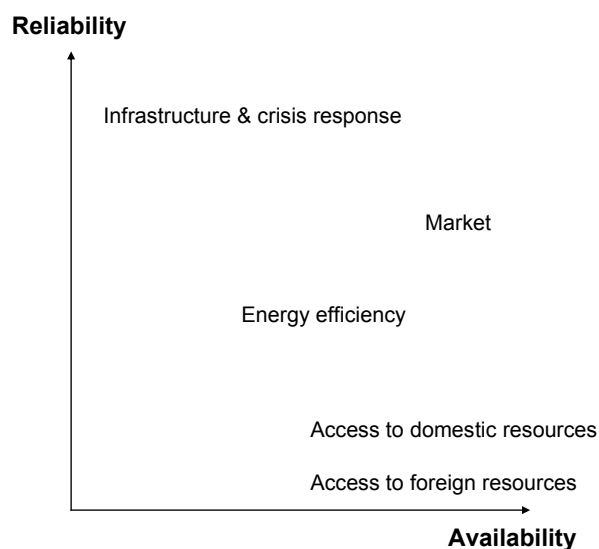 Reliability
Infrastructure & crisis response
Market
Energy efficiency
Access to domestic resources
Access to foreign resources
Availability